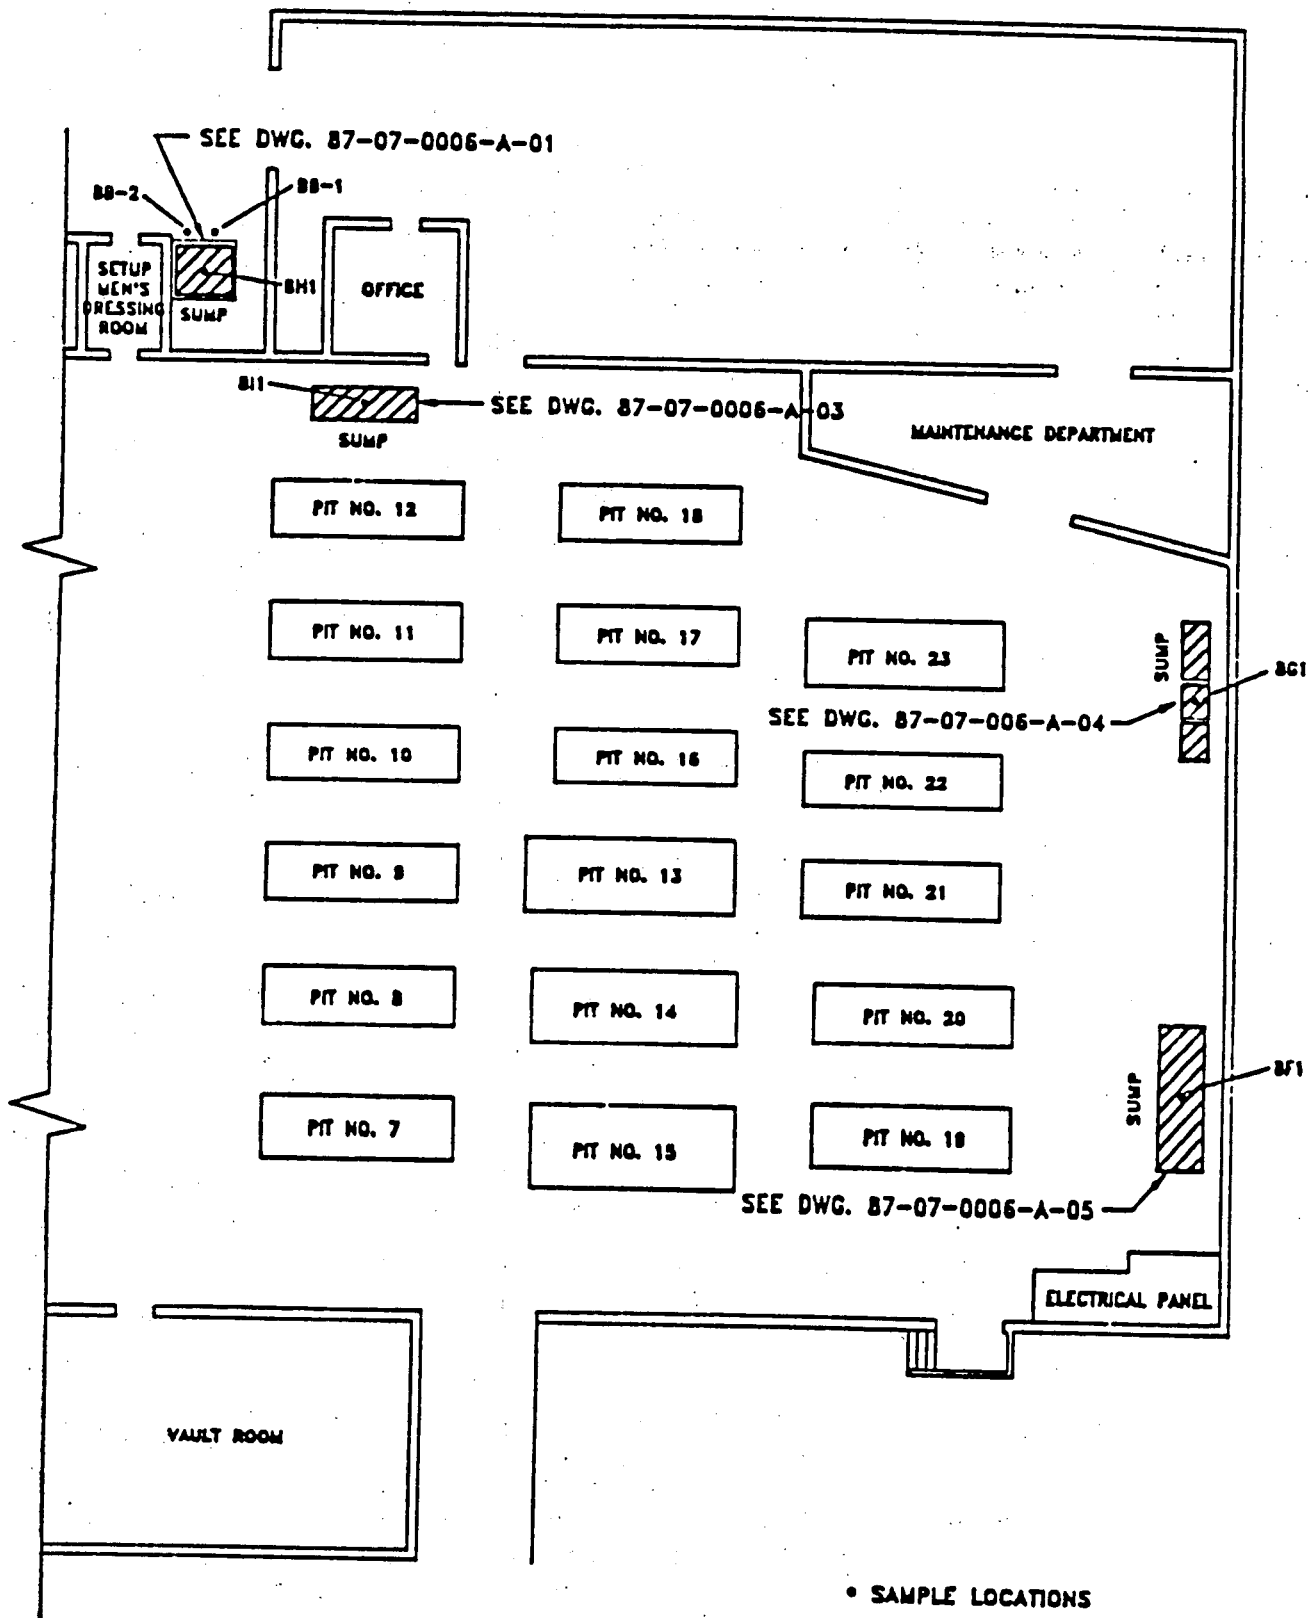 SEE DWG. 87-07-0006-A-01
BB-2
BB-1
SETUP
MEN'S
DRESSING
ROOM
SUMP
BH1
OFFICE
BI1
SEE DWG. 87-07-0006-A-03
SUMP
MAINTENANCE DEPARTMENT
PIT NO. 12
PIT NO. 18
PIT NO. 11
PIT NO. 17
PIT NO. 23
SUMP
BG1
SEE DWG. 87-07-006-A-04
PIT NO. 10
PIT NO. 16
PIT NO. 22
PIT NO. 9
PIT NO. 13
PIT NO. 21
PIT NO. 8
PIT NO. 14
PIT NO. 20
SUMP
BF1
PIT NO. 7
PIT NO. 15
PIT NO. 19
SEE DWG. 87-07-0006-A-05
ELECTRICAL PANEL
VAULT ROOM
• SAMPLE LOCATIONS